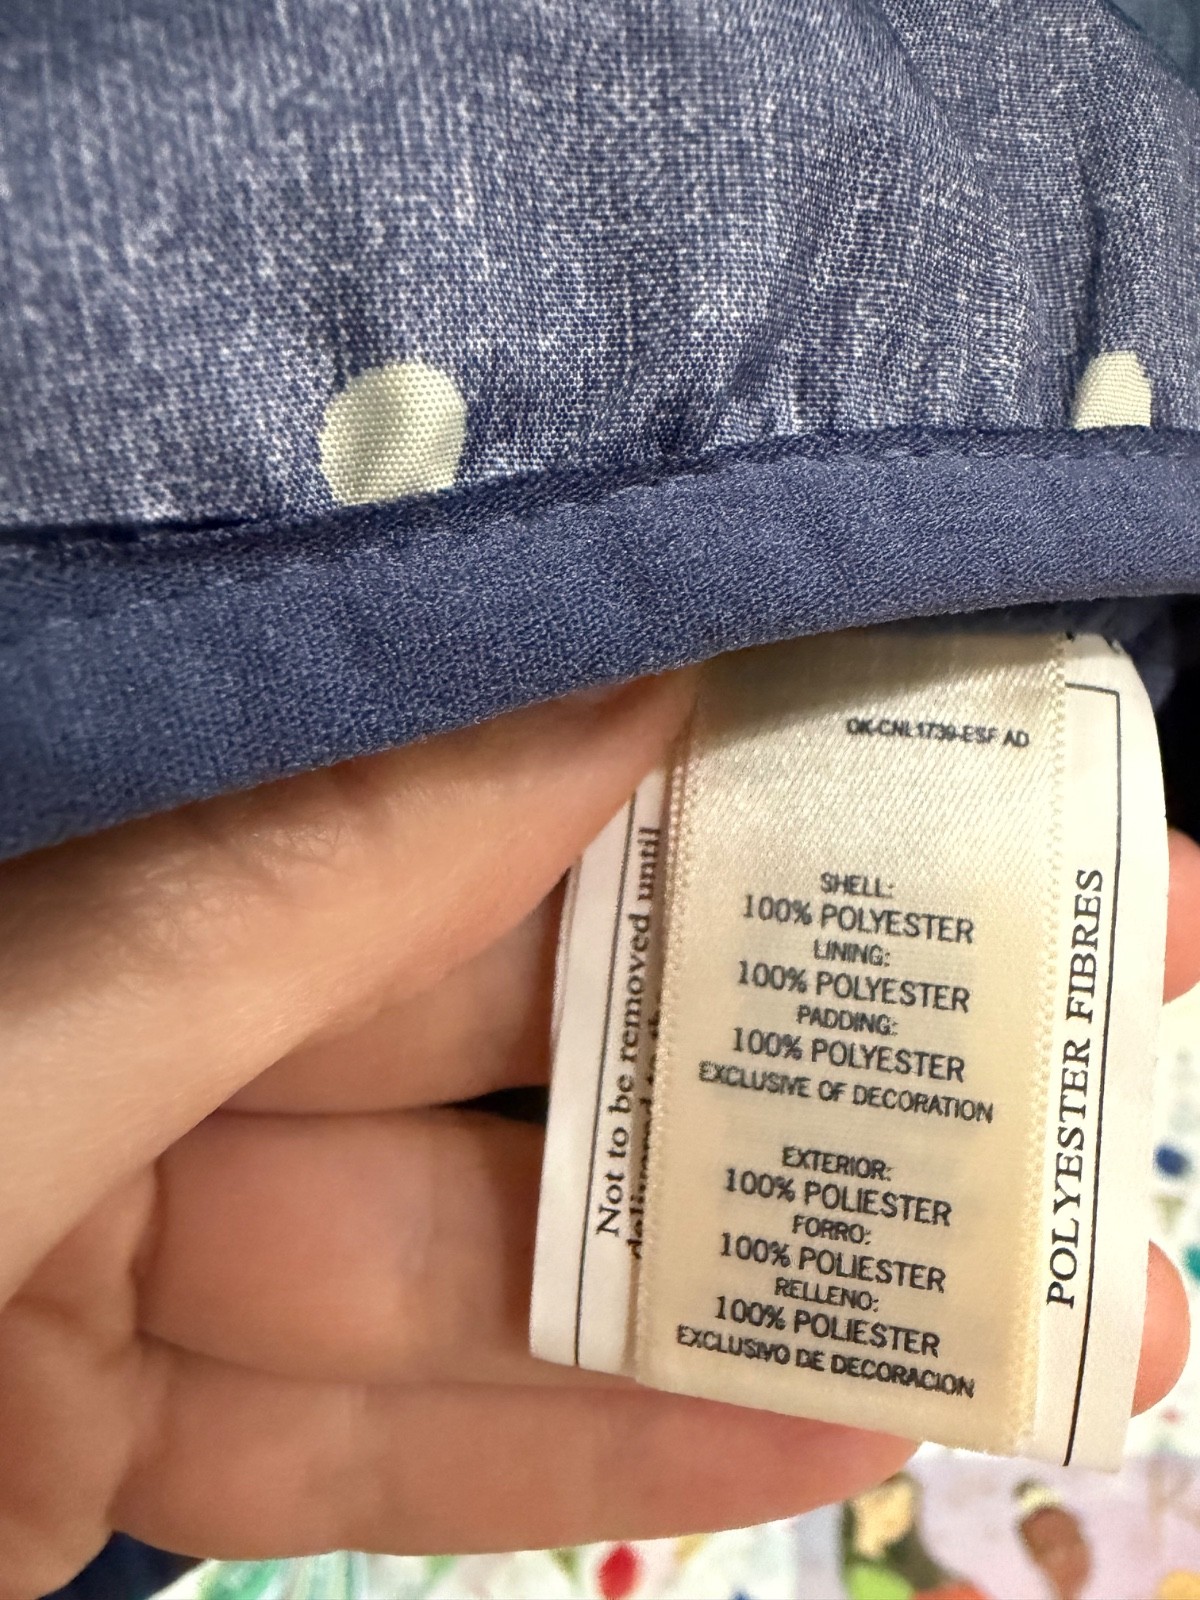 OK-CNL1739-ESF AD
SHELL:
100% POLYESTER
LINING:
100% POLYESTER
PADDING:
100% POLYESTER
EXCLUSIVE OF DECORATION
EXTERIOR:
100% POLIESTER
FORRO:
100% POLIESTER
RELLENO:
100% POLIESTER
EXCLUSIVO DE DECORACION
Not to be removed until
POLYESTER FIBRES